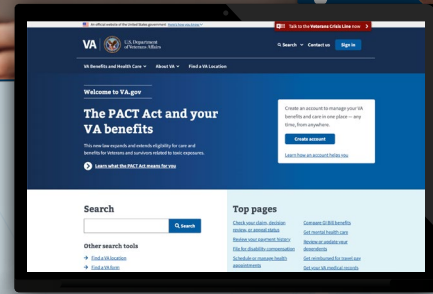 An official website of the United States government Here's how you know
Talk to the Veterans Crisis Line now
VA
U.S. Department
of Veterans Affairs
Search
Contact us
Sign in
VA Benefits and Health Care
About VA
Find a VA Location
Welcome to VA.gov
The PACT Act and your
VA benefits
This new law expands and extends eligibility for care and
benefits for Veterans and survivors related to toxic exposures.
Learn what the PACT Act means for you
Create an account to manage your VA
benefits and care in one place — any
time, from anywhere.
Create account
Learn how an account helps you
Search
Search
Other search tools
Find a VA location
Find a VA form
Top pages
Check your claim, decision
review, or appeal status
Review your payment history
File for disability compensation
Schedule or manage health
appointments
Compare GI Bill benefits
Get mental health care
Review or update your
dependents
Get reimbursed for travel pay
Get your VA medical records